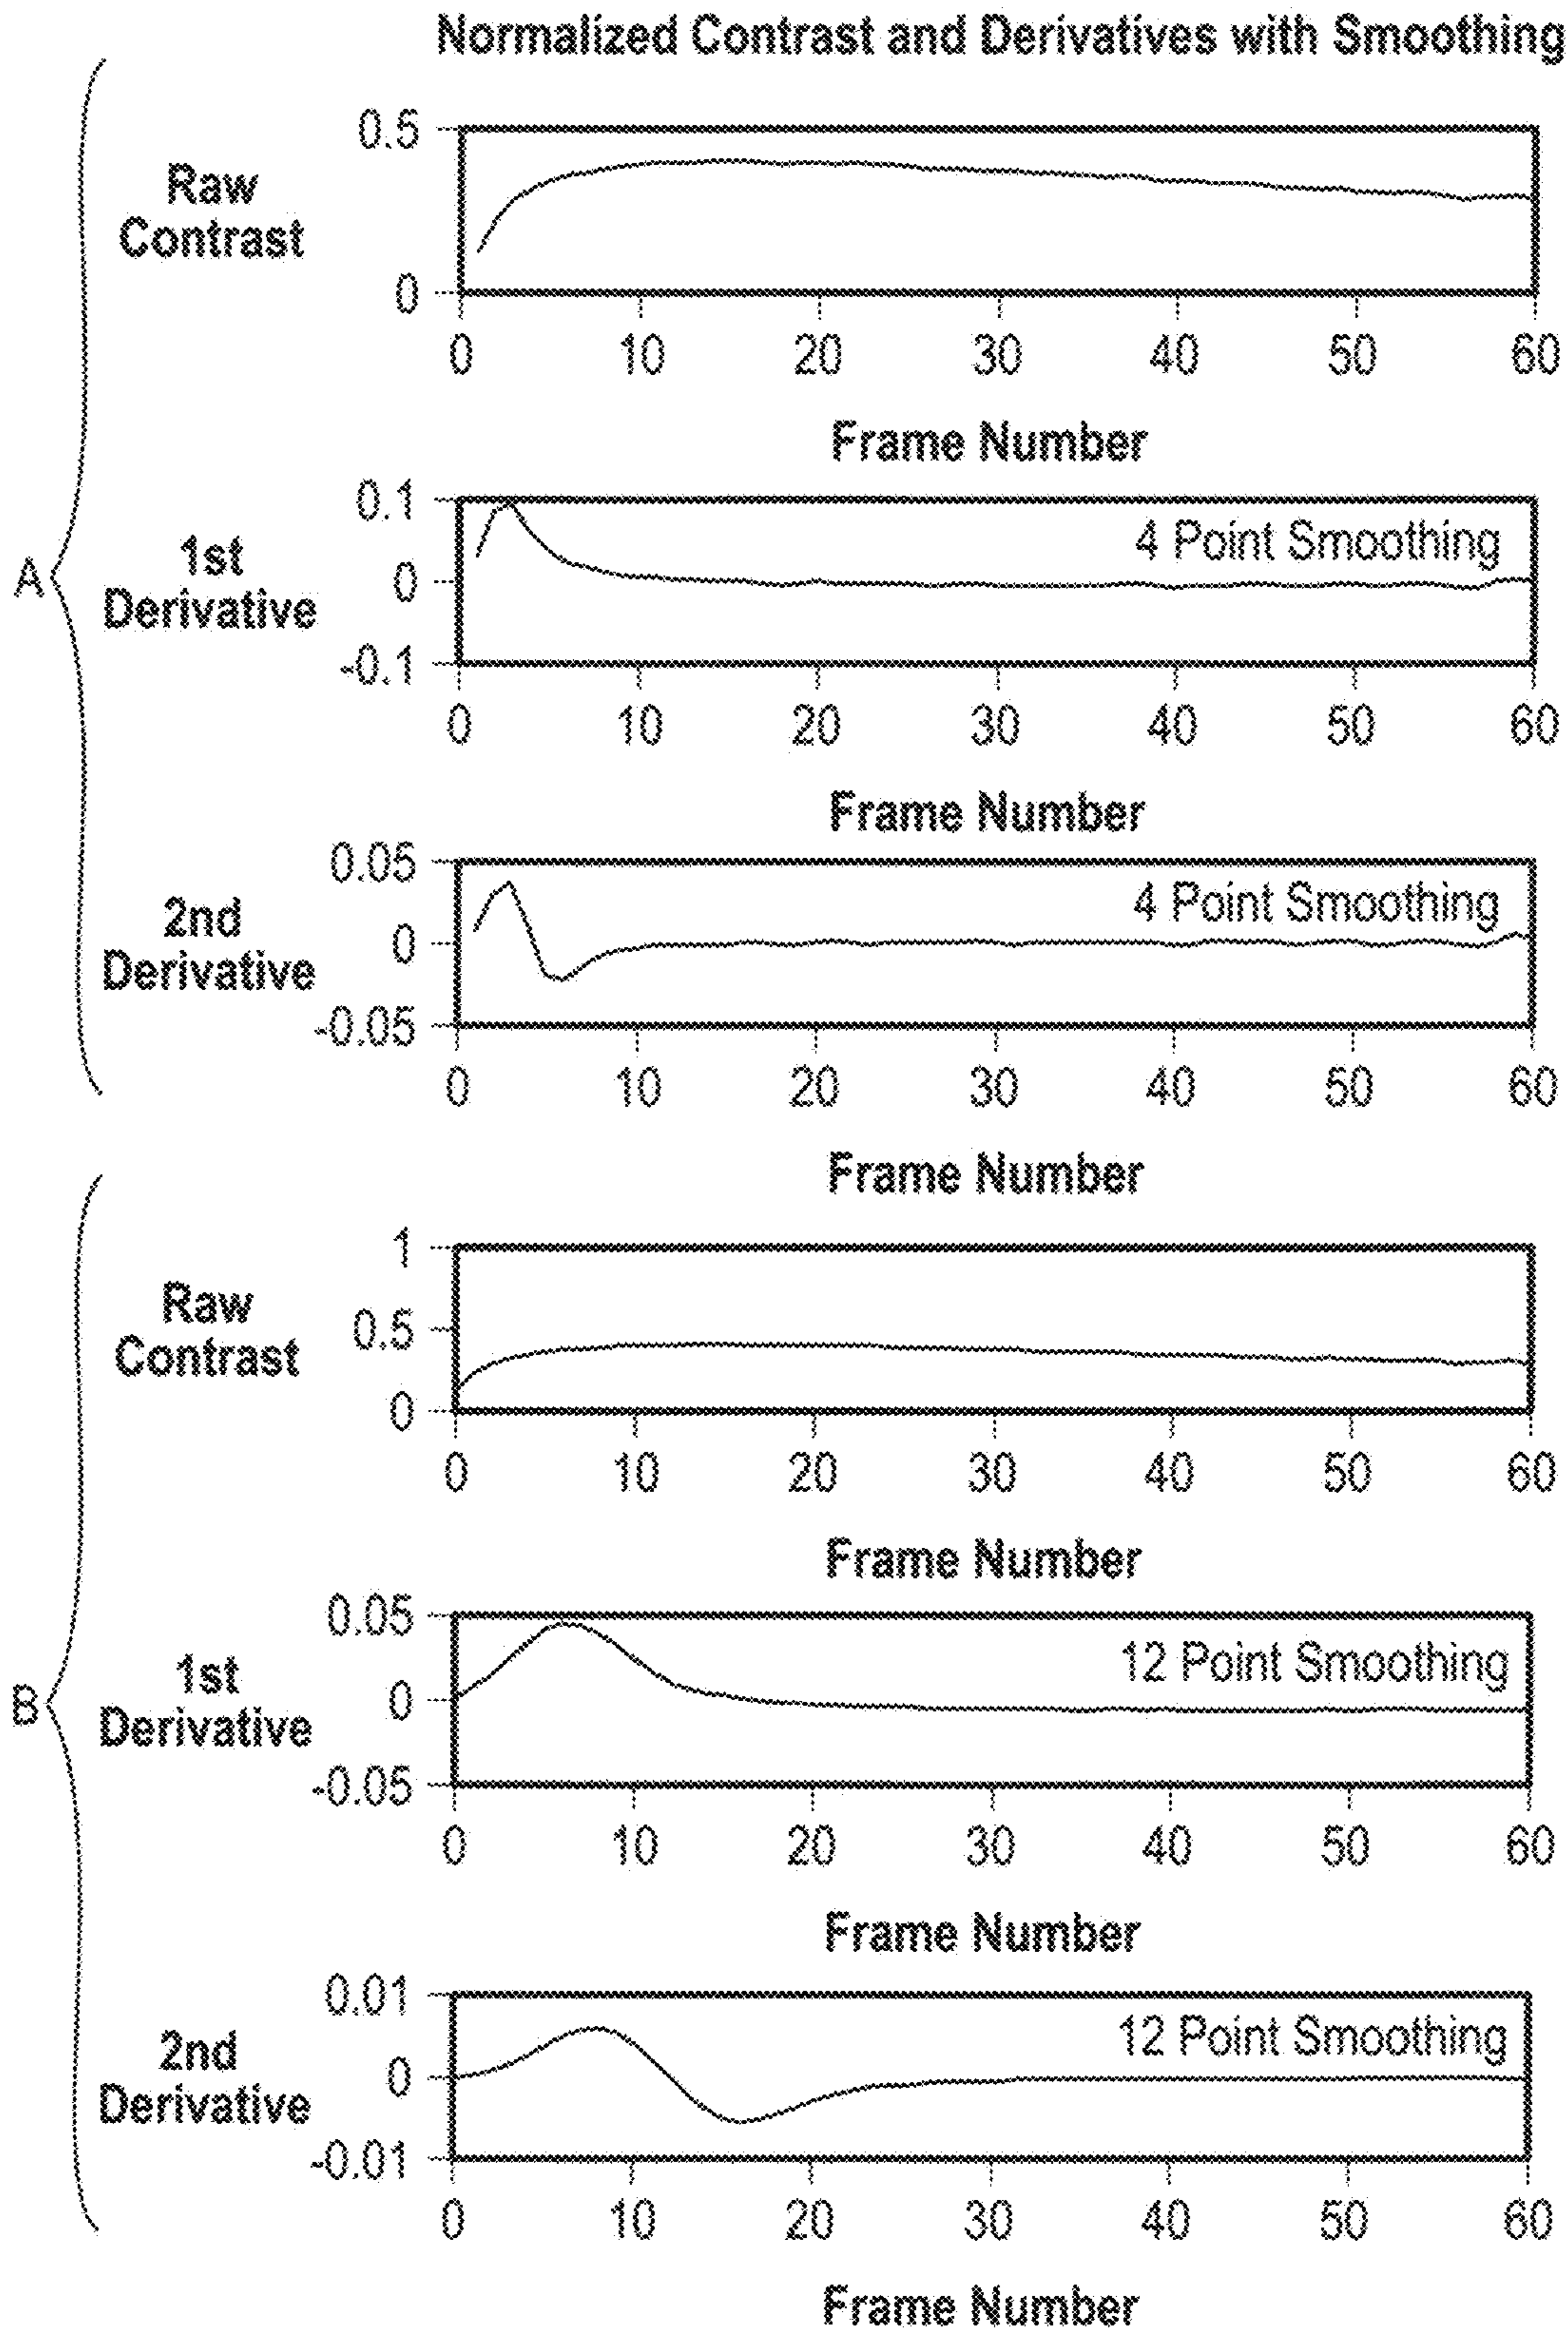 Normalized Contrast and Derivatives with Smoothing
A
Raw
Contrast
0.5
0
0 10 20 30 40 50 60
Frame Number
1st
Derivative
0.1
0
-0.1
4 Point Smoothing
0 10 20 30 40 50 60
Frame Number
2nd
Derivative
0.05
0
-0.05
4 Point Smoothing
0 10 20 30 40 50 60
Frame Number
B
Raw
Contrast
1
0.5
0
0 10 20 30 40 50 60
Frame Number
1st
Derivative
0.05
0
-0.05
12 Point Smoothing
0 10 20 30 40 50 60
Frame Number
2nd
Derivative
0.01
0
-0.01
12 Point Smoothing
0 10 20 30 40 50 60
Frame Number